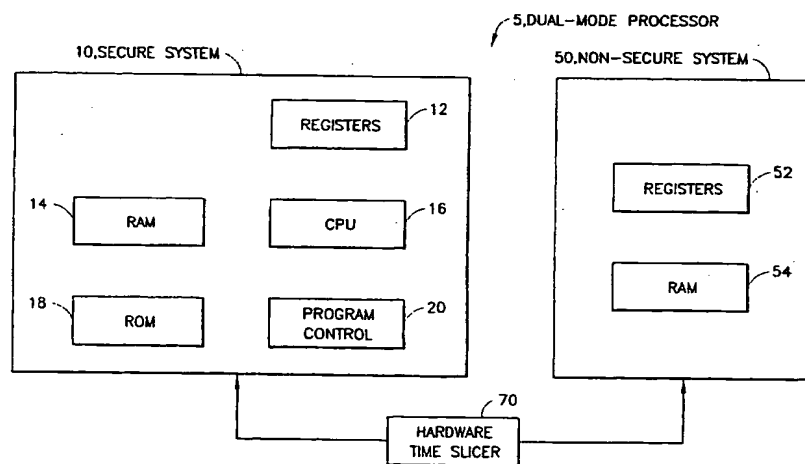 5,DUAL-MODE PROCESSOR
10,SECURE SYSTEM
50,NON-SECURE SYSTEM
12
REGISTERS
52
REGISTERS
14
RAM
16
CPU
54
RAM
18
ROM
20
PROGRAM
CONTROL
70
HARDWARE
TIME SLICER